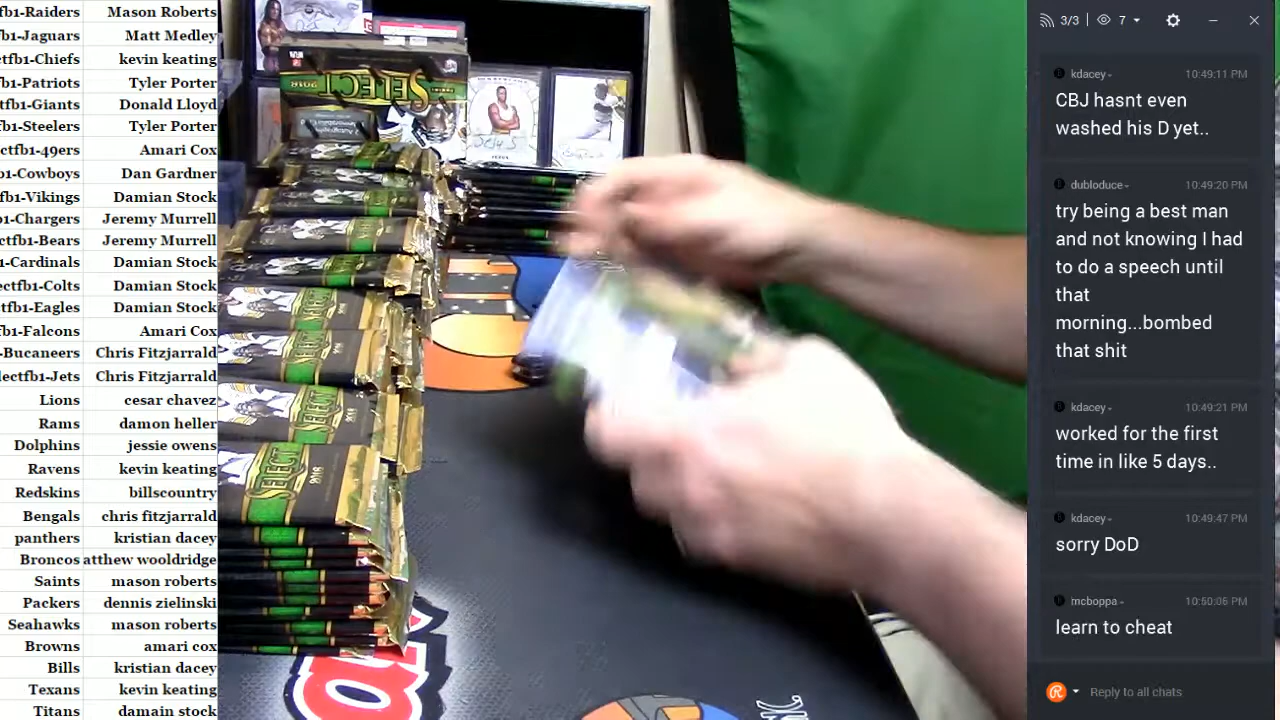 fb1-Raiders Mason Roberts
fb1-Jaguars Matt Medley
ctfb1-Chiefs kevin keating
fb1-Patriots Tyler Porter
ctfb1-Giants Donald Lloyd
fb1-Steelers Tyler Porter
ectfb1-49ers Amari Cox
fb1-Cowboys Dan Gardner
fb1-Vikings Damian Stock
fb1-Chargers Jeremy Murrell
ectfb1-Bears Jeremy Murrell
1-Cardinals Damian Stock
ectfb1-Colts Damian Stock
ctfb1-Eagles Damian Stock
fb1-Falcons Amari Cox
-Bucaneers Chris Fitzjarrald
lectfb1-Jets Chris Fitzjarrald
Lions cesar chavez
Rams damon heller
Dolphins jessie owens
Ravens kevin keating
Redskins billscountry
Bengals chris fitzjarrald
panthers kristian dacey
Broncos atthew wooldridge
Saints mason roberts
Packers dennis zielinski
Seahawks mason roberts
Browns amari cox
Bills kristian dacey
Texans kevin keating
Titans damain stock
SELECT
2018
SELECT
SELECT
SELECT
2018
3/3 7
kdacey 10:49:11 PM
CBJ hasnt even
washed his D yet..
dubloduce 10:49:20 PM
try being a best man
and not knowing I had
to do a speech until
that
morning...bombed
that shit
kdacey 10:49:21 PM
worked for the first
time in like 5 days..
kdacey 10:49:47 PM
sorry DoD
mcboppa 10:50:06 PM
learn to cheat
Reply to all chats